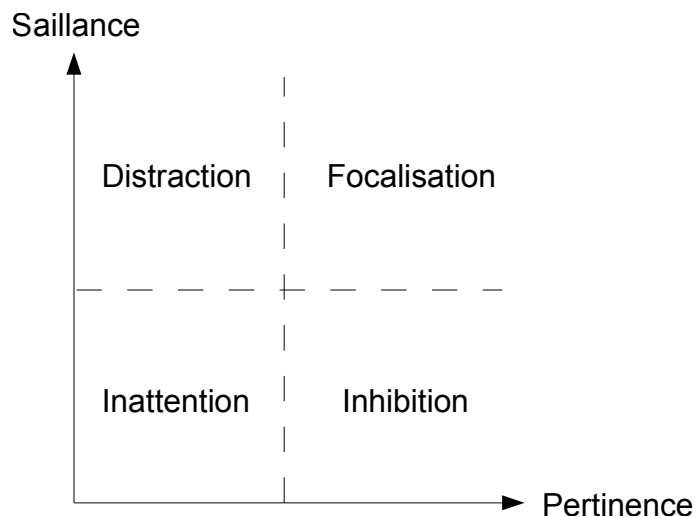 Saillance
Distraction
Focalisation
Inattention
Inhibition
Pertinence